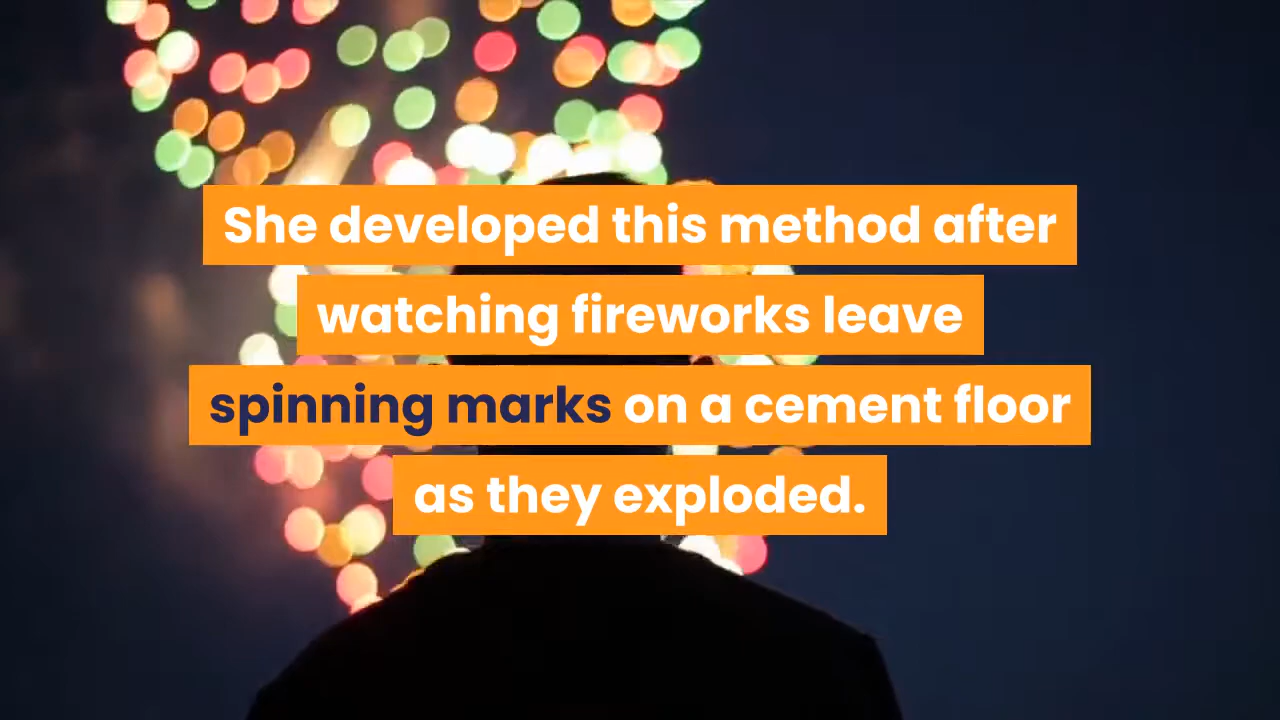 She developed this method after
watching fireworks leave
spinning marks on a cement floor
as they exploded.